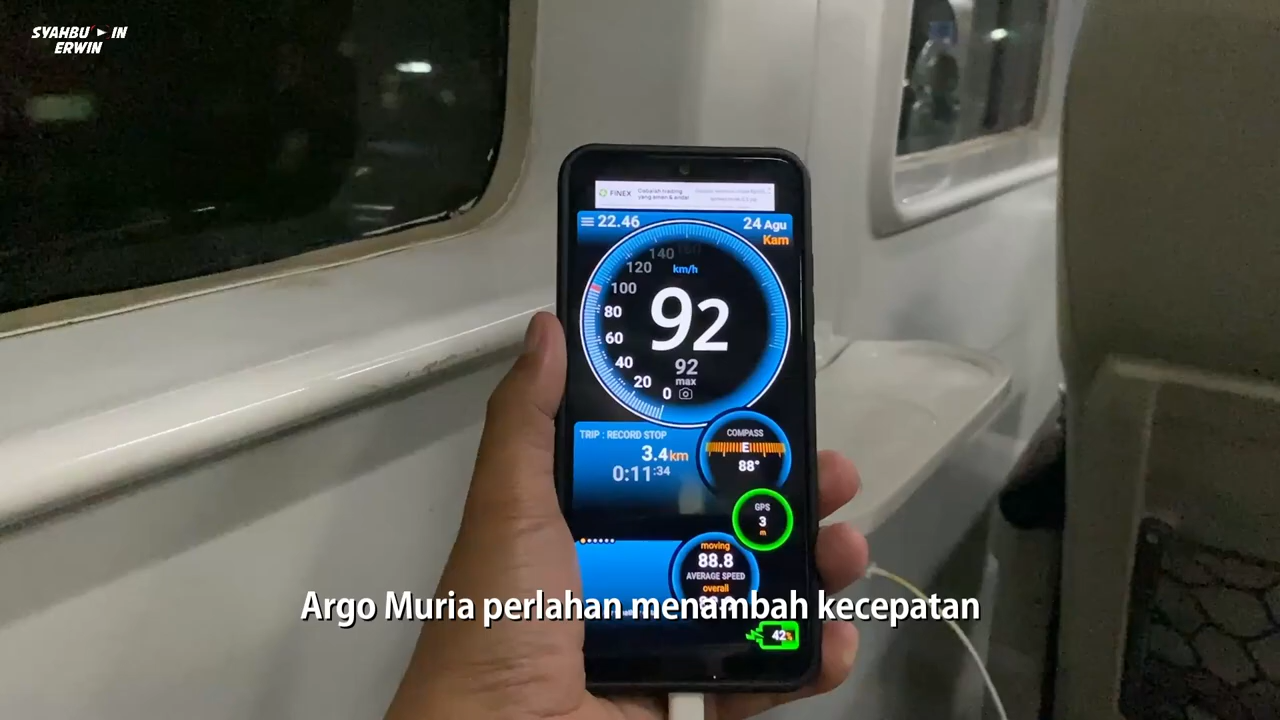 SYAHBUDIN
ERWIN
FINEX
22.46
24 Agu
Kam
140
120
km/h
100
80
60
40
20
0
92
92
max
TRIP : RECORD STOP
3.4km
0:11:34
COMPASS
E
88°
GPS
3
m
moving
88.8
AVERAGE SPEED
overall
Argo Muria perlahan menambah kecepatan
42%